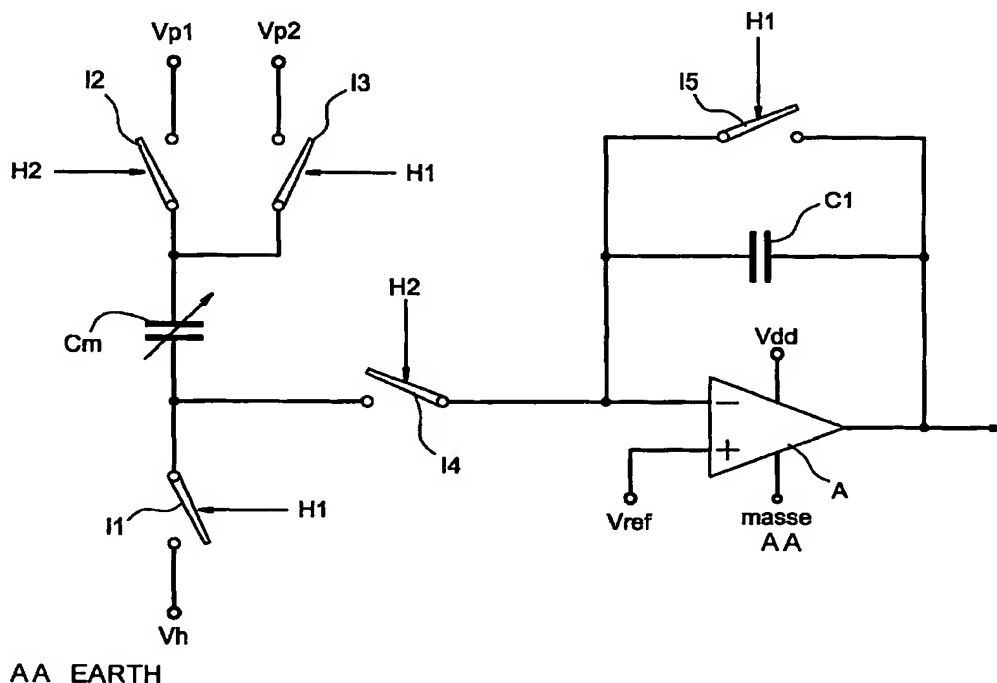 Vp1
Vp2
H1
I2
I3
I5
H2
H1
C1
H2
Cm
Vdd
−
+
I4
A
I1
H1
Vref
masse
AA
Vh
AA EARTH